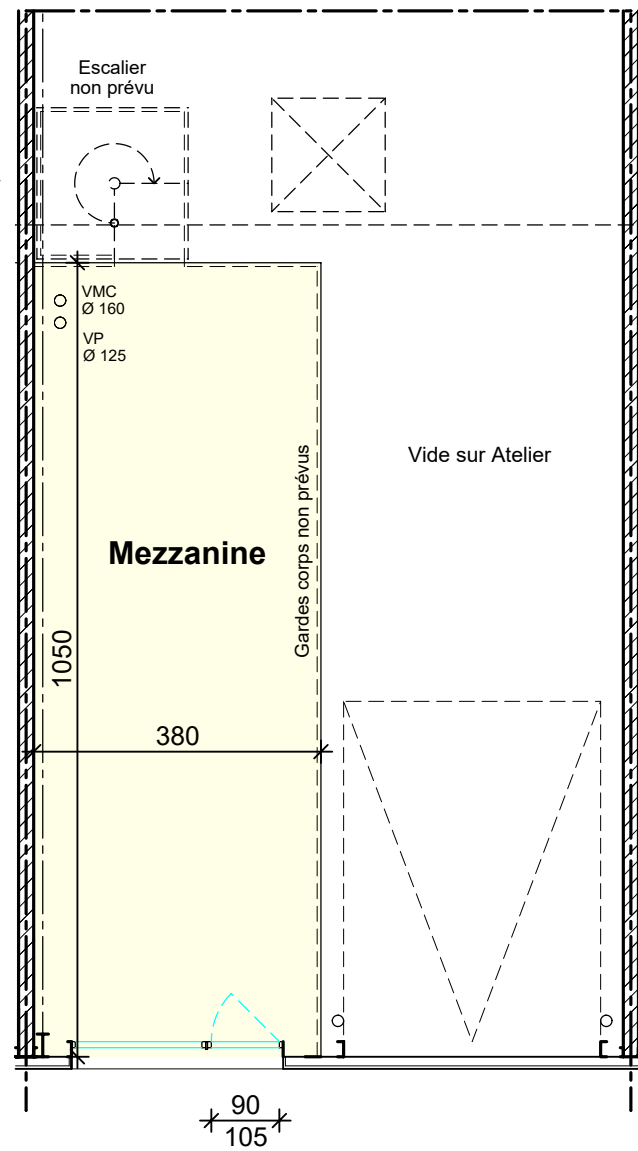 Escalier
non prévu
VMC
Ø 160
VP
Ø 125
Vide sur Atelier
Gardes corps non prévus
Mezzanine
1050
380
90
105